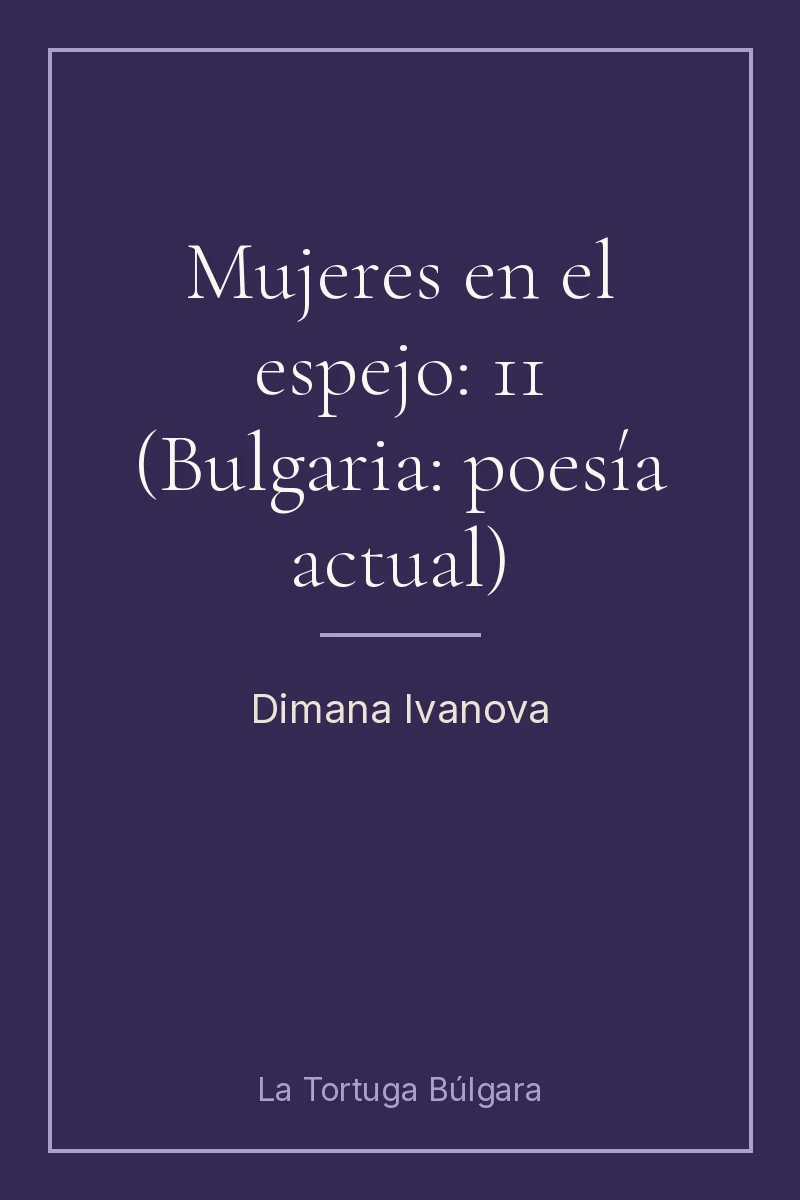 Mujeres en el
espejo: 11
(Bulgaria: poesía
actual)
Dimana Ivanova
La Tortuga Búlgara